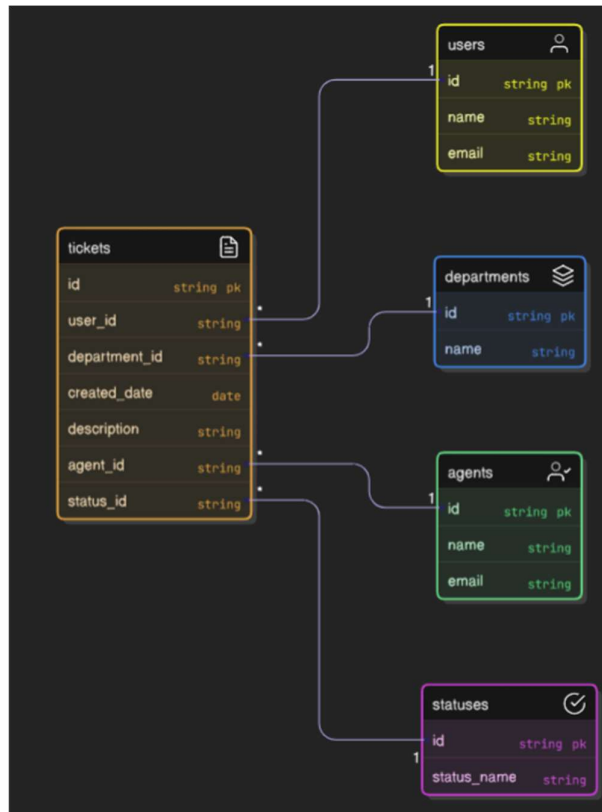 users
1
id string pk
name string
email string
tickets
id string pk
user_id string *
department_id string *
created_date date
description string
agent_id string *
status_id string *
departments
1
id string pk
name string
agents
1
id string pk
name string
email string
statuses
id string pk
1
status_name string